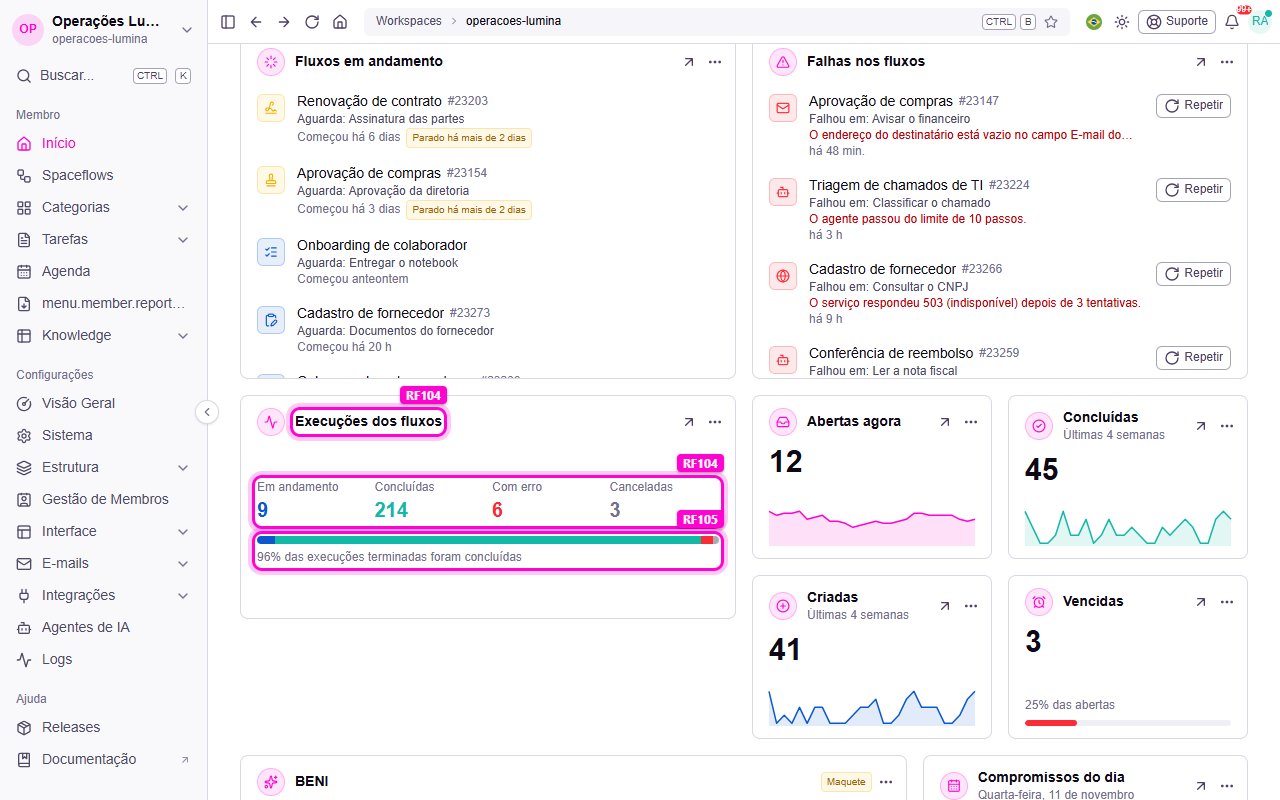 OP
Operações Lu...
operacoes-lumina
Buscar...
CTRL
K
Membro
Início
Spaceflows
Categorias
Tarefas
Agenda
menu.member.report...
Knowledge
Configurações
Visão Geral
Sistema
Estrutura
Gestão de Membros
Interface
E-mails
Integrações
Agentes de IA
Logs
Ajuda
Releases
Documentação
Workspaces
operacoes-lumina
CTRL
B
Suporte
99+
RA
Fluxos em andamento
Renovação de contrato #23203
Aguarda: Assinatura das partes
Começou há 6 dias Parado há mais de 2 dias
Aprovação de compras #23154
Aguarda: Aprovação da diretoria
Começou há 3 dias Parado há mais de 2 dias
Onboarding de colaborador
Aguarda: Entregar o notebook
Começou anteontem
Cadastro de fornecedor #23273
Aguarda: Documentos do fornecedor
Começou há 20 h
Falhas nos fluxos
Aprovação de compras #23147
Repetir
Falhou em: Avisar o financeiro
O endereço do destinatário está vazio no campo E-mail do...
há 48 min.
Triagem de chamados de TI #23224
Repetir
Falhou em: Classificar o chamado
O agente passou do limite de 10 passos.
há 3 h
Cadastro de fornecedor #23266
Repetir
Falhou em: Consultar o CNPJ
O serviço respondeu 503 (indisponível) depois de 3 tentativas.
há 9 h
Conferência de reembolso #23259
Repetir
Falhou em: Ler a nota fiscal
RF104
Execuções dos fluxos
RF104
Em andamento Concluídas Com erro Canceladas
9 214 6 3
RF105
96% das execuções terminadas foram concluídas
Abertas agora
12
Concluídas
Últimas 4 semanas
45
Criadas
Últimas 4 semanas
41
Vencidas
3
25% das abertas
BENI
Maquete
Compromissos do dia
Quarta-feira, 11 de novembro